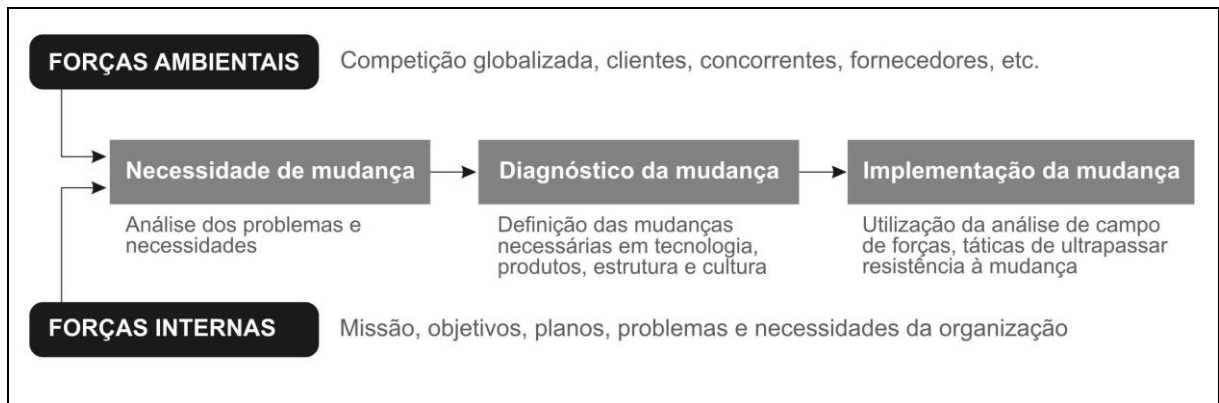 FORÇAS AMBIENTAIS
Competição globalizada, clientes, concorrentes, fornecedores, etc.
Necessidade de mudança
Análise dos problemas e
necessidades
Diagnóstico da mudança
Definição das mudanças
necessárias em tecnologia,
produtos, estrutura e cultura
Implementação da mudança
Utilização da análise de campo
de forças, táticas de ultrapassar
resistência à mudança
FORÇAS INTERNAS
Missão, objetivos, planos, problemas e necessidades da organização